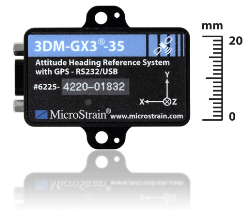 3DM-GX3®-35
Attitude Heading Reference System
with GPS - RS232/USB
#6225- 4220-01832
Y
X
Z
MicroStrain®
www.microstrain.com
mm
20
0